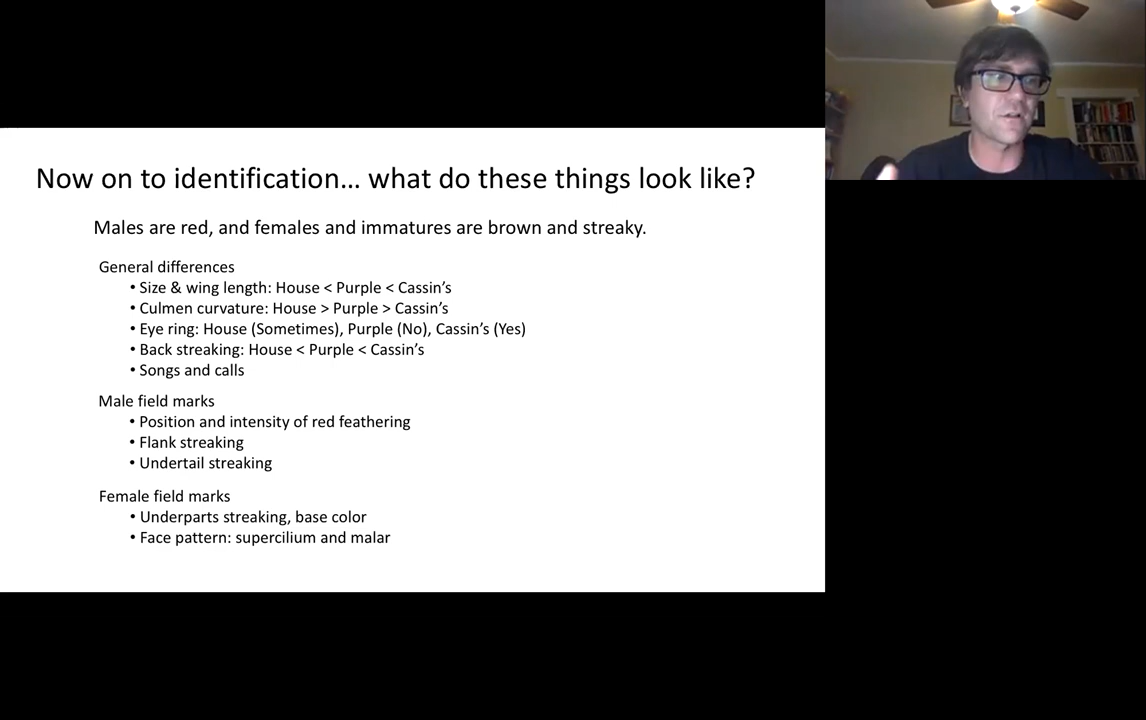 Now on to identification… what do these things look like?
Males are red, and females and immatures are brown and streaky.
General differences
• Size & wing length: House < Purple < Cassin’s
• Culmen curvature: House > Purple > Cassin’s
• Eye ring: House (Sometimes), Purple (No), Cassin’s (Yes)
• Back streaking: House < Purple < Cassin’s
• Songs and calls
Male field marks
• Position and intensity of red feathering
• Flank streaking
• Undertail streaking
Female field marks
• Underparts streaking, base color
• Face pattern: supercilium and malar